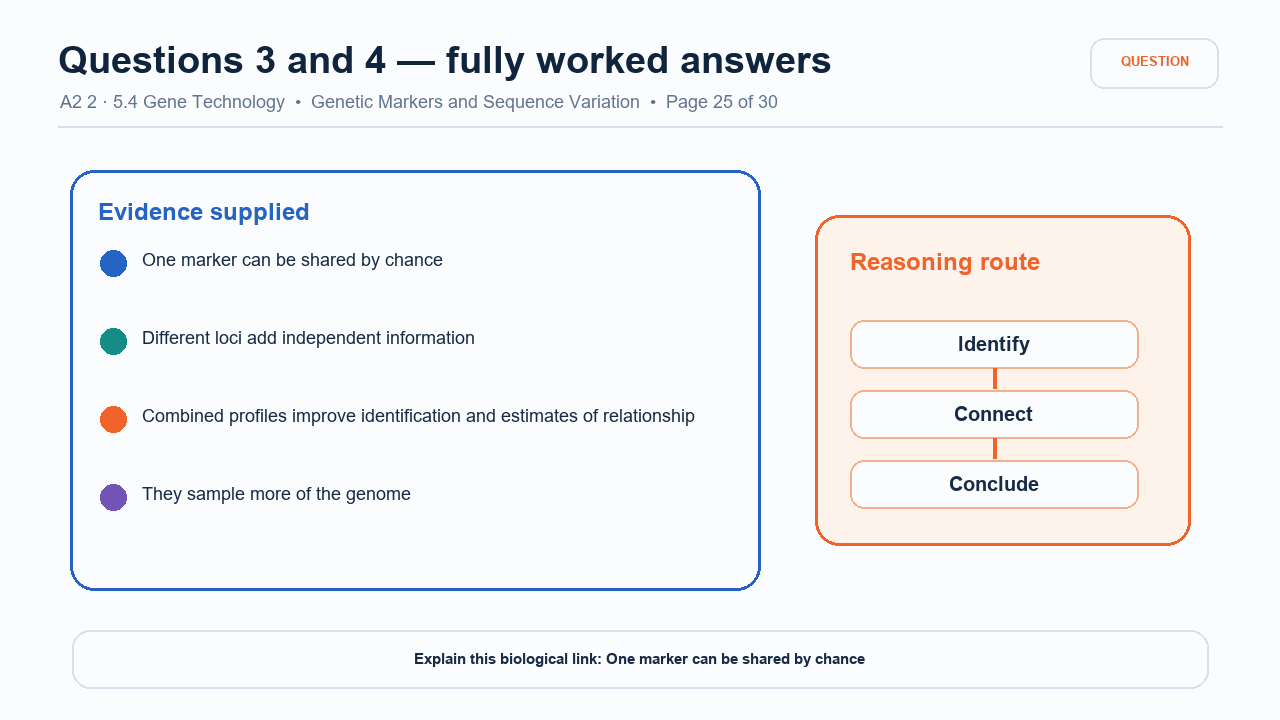 Questions 3 and 4 — fully worked answers
QUESTION
A2 2 · 5.4 Gene Technology • Genetic Markers and Sequence Variation • Page 25 of 30
Evidence supplied
One marker can be shared by chance
Different loci add independent information
Combined profiles improve identification and estimates of relationship
They sample more of the genome
Reasoning route
Identify
Connect
Conclude
Explain this biological link: One marker can be shared by chance